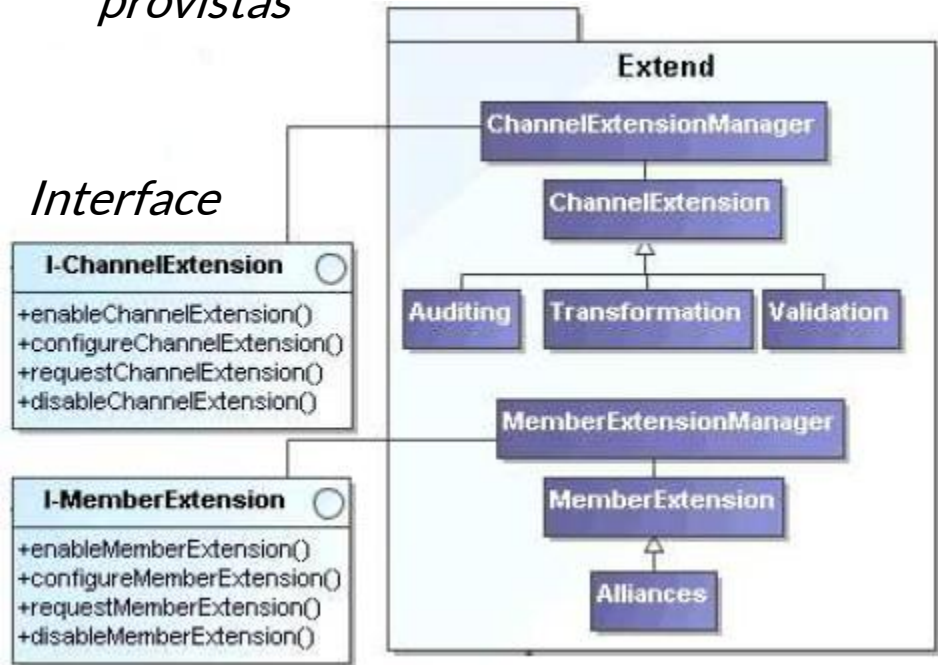 provistas
Extend
ChannelExtensionManager
ChannelExtension
Auditing
Transformation
Validation
Interface
I-ChannelExtension
+enableChannelExtension()
+configureChannelExtension()
+requestChannelExtension()
+disableChannelExtension()
MemberExtensionManager
MemberExtension
Alliances
I-MemberExtension
+enableMemberExtension()
+configureMemberExtension()
+requestMemberExtension()
+disableMemberExtension()